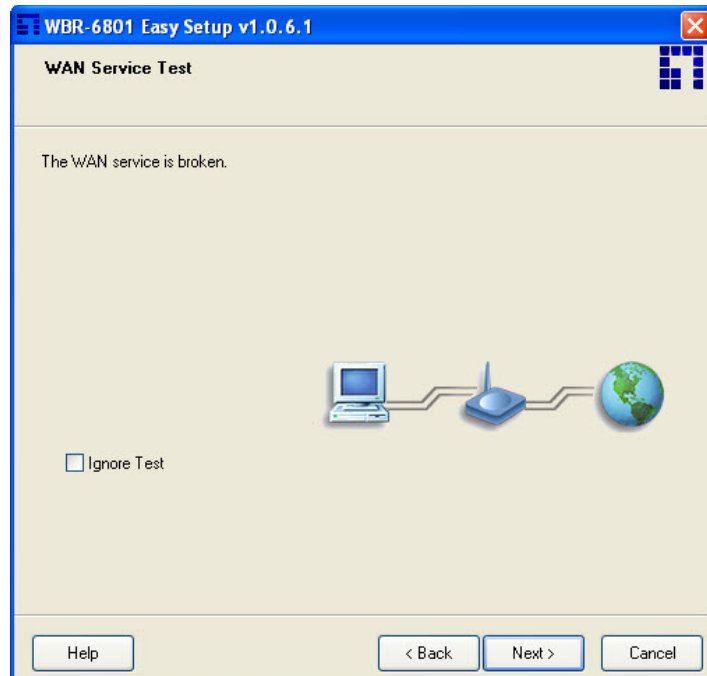 WBR-6801 Easy Setup v1.0.6.1
WAN Service Test
The WAN service is broken.
Ignore Test
Help
< Back
Next >
Cancel